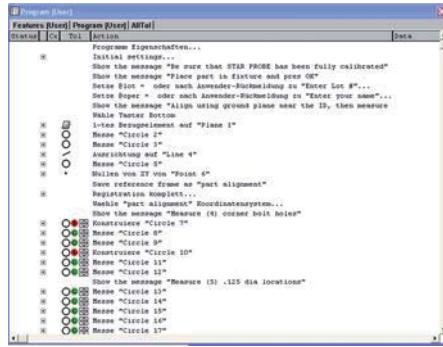 Program [User]
Features [User] Program [User] AllTol
Status Cx Tol Action Data
Programm Eigenschaften...
Initial settings...
Show the message "Be sure that STAR PROBE has been fully calibrated"
Show the message "Place part in fixture and pres OK"
Setze $lot = oder nach Anwender-Rückmeldung zu "Enter Lot #"...
Setze $oper = oder nach Anwender-Rückmeldung zu "Enter your name"...
Show the message "Align using ground plane near the ID, then measure
Wähle Taster Bottom
1-tes Bezugselement auf "Plane 1"
Messe "Circle 2"
Messe "Circle 3"
Ausrichtung auf "Line 4"
Messe "Circle 5"
Nullen von XY von "Point 6"
Save reference frame as "part alignment"
Registration komplett...
Waehle "part alignment" Koordinatensystem...
Show the message "Measure (4) corner bolt holes"
Konstruiere "Circle 7"
Messe "Circle 8"
Messe "Circle 9"
Konstruiere "Circle 10"
Messe "Circle 11"
Messe "Circle 12"
Show the message "Measure (5) .125 dia locations"
Messe "Circle 13"
Messe "Circle 14"
Messe "Circle 15"
Messe "Circle 16"
Messe "Circle 17"